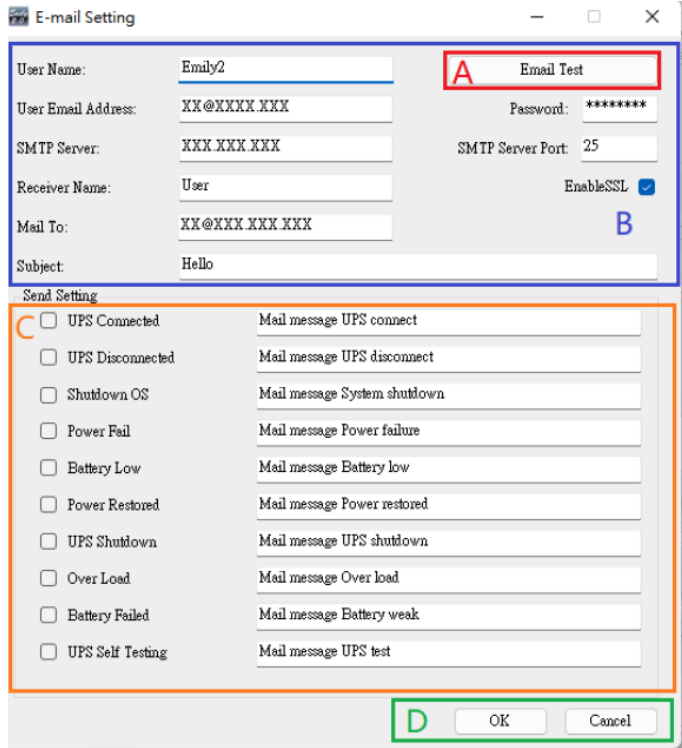 E-mail Setting
User Name: Emily2 A Email Test
User Email Address: XX@XXXX.XXX Password: ********
SMTP Server: XXX.XXX.XXX SMTP Server Port: 25
Receiver Name: User EnableSSL
Mail To: XX@XXX.XXX.XXX B
Subject: Hello
Send Setting
C UPS Connected Mail message UPS connect
UPS Disconnected Mail message UPS disconnect
Shutdown OS Mail message System shutdown
Power Fail Mail message Power failure
Battery Low Mail message Battery low
Power Restored Mail message Power restored
UPS Shutdown Mail message UPS shutdown
Over Load Mail message Over load
Battery Failed Mail message Battery weak
UPS Self Testing Mail message UPS test
D OK Cancel